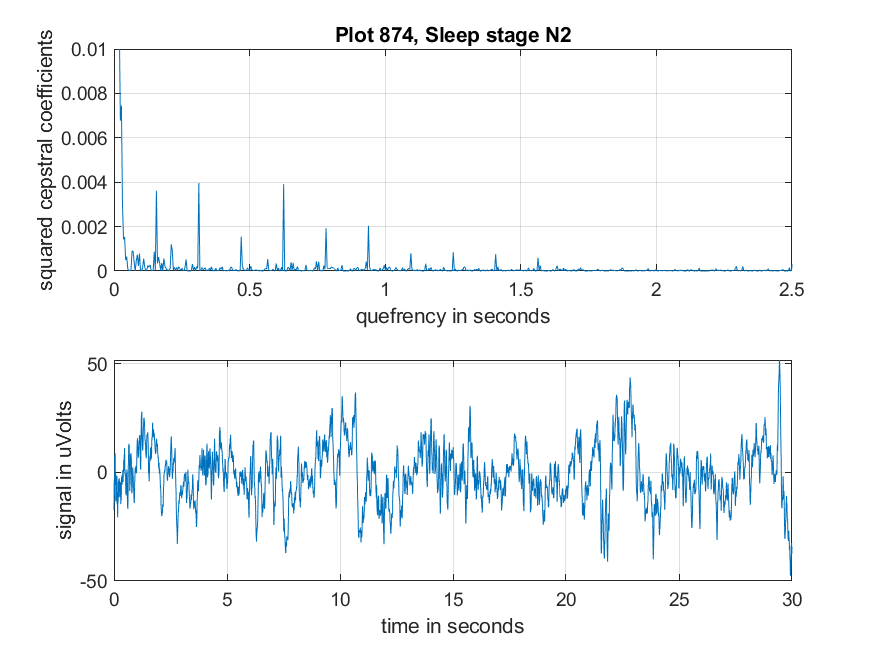 Plot 874, Sleep stage N2
squared cepstral coefficients
0.01
0.008
0.006
0.004
0.002
0
0 0.5 1 1.5 2 2.5
quefrency in seconds
signal in uVolts
50
0
-50
0 5 10 15 20 25 30
time in seconds